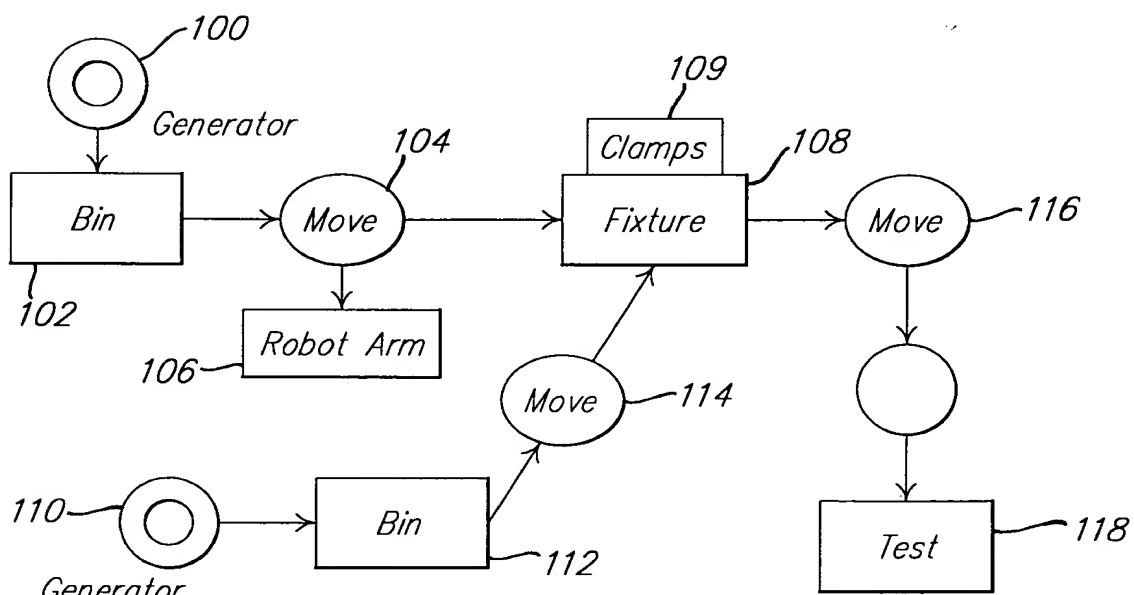 100
Generator
109
Clamps
104
108
Bin
Move
Fixture
Move
116
102
Robot Arm
106
Move
114
110
Bin
112
Test
118
Generator